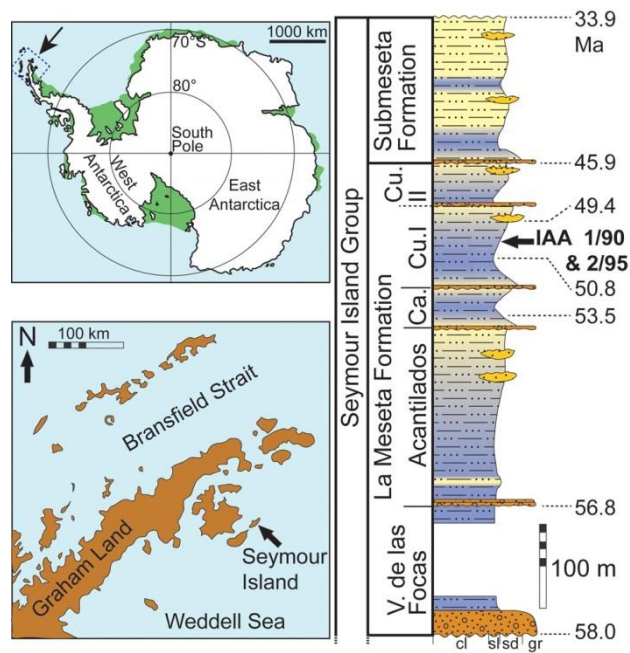 70°S
1000 km
80°
South
Pole
West
Antarctica
East
Antarctica
N
100 km
Bransfield Strait
Graham Land
Seymour
Island
Weddell Sea
Seymour Island Group
Submeseta
Formation
La Meseta Formation
Cu.
II
Cu.I
Ca.
Acantilados
V. de las
Focas
33.9
Ma
45.9
49.4
IAA 1/90
& 2/95
50.8
53.5
56.8
100 m
58.0
cl
sl
sd
gr